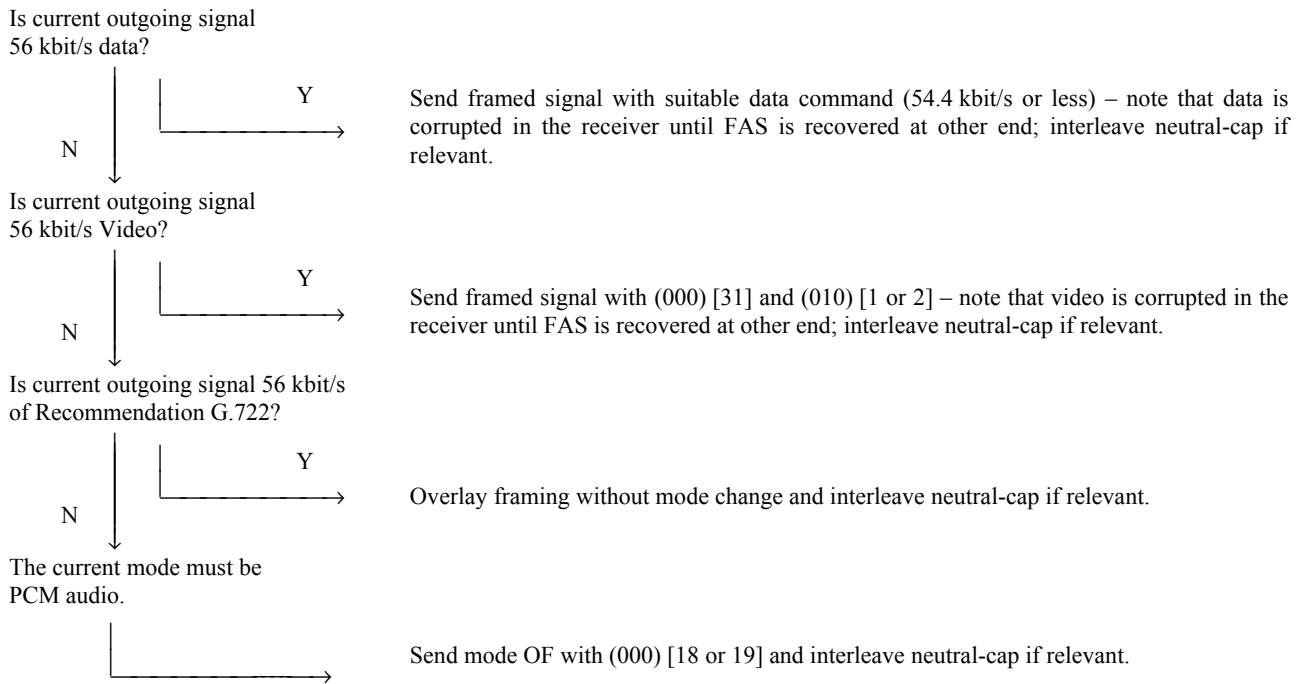 Is current outgoing signal
56 kbit/s data?
Y
Send framed signal with suitable data command (54.4 kbit/s or less) – note that data is
corrupted in the receiver until FAS is recovered at other end; interleave neutral-cap if
relevant.
N
Is current outgoing signal
56 kbit/s Video?
Y
Send framed signal with (000) [31] and (010) [1 or 2] – note that video is corrupted in the
receiver until FAS is recovered at other end; interleave neutral-cap if relevant.
N
Is current outgoing signal 56 kbit/s
of Recommendation G.722?
Y
Overlay framing without mode change and interleave neutral-cap if relevant.
N
The current mode must be
PCM audio.
Send mode OF with (000) [18 or 19] and interleave neutral-cap if relevant.